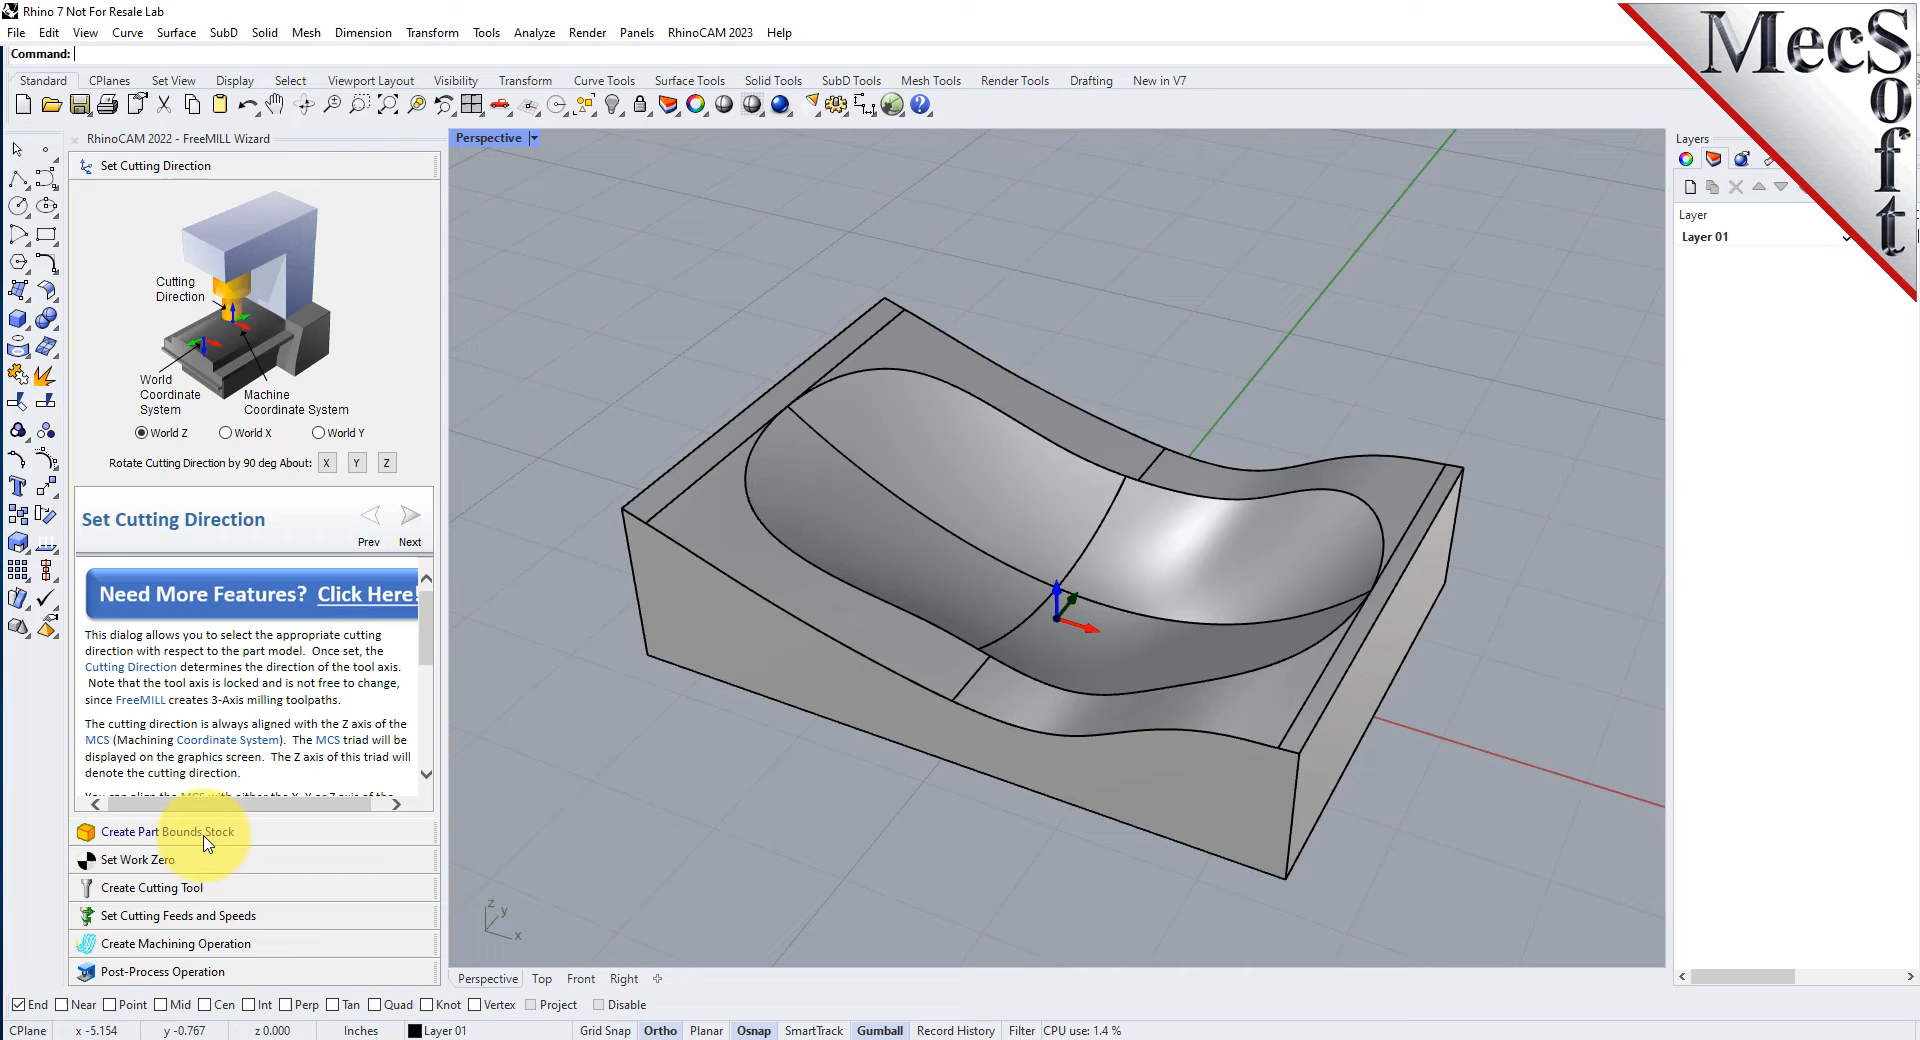 Rhino 7 Not For Resale Lab
File Edit View Curve Surface SubD Solid Mesh Dimension Transform Tools Analyze Render Panels RhinoCAM 2023 Help
Command:
Standard CPlanes Set View Display Select Viewport Layout Visibility Transform Curve Tools Surface Tools Solid Tools SubD Tools Mesh Tools Render Tools Drafting New in V7
MecSoft
RhinoCAM 2022 - FreeMILL Wizard
Set Cutting Direction
Cutting
Direction
World
Coordinate
System
Machine
Coordinate System
World Z World X World Y
Rotate Cutting Direction by 90 deg About: X Y Z
Set Cutting Direction
Prev Next
Need More Features? Click Here!
This dialog allows you to select the appropriate cutting
direction with respect to the part model. Once set, the
Cutting Direction determines the direction of the tool axis.
Note that the tool axis is locked and is not free to change,
since FreeMILL creates 3-Axis milling toolpaths.
The cutting direction is always aligned with the Z axis of the
MCS (Machining Coordinate System). The MCS triad will be
displayed on the graphics screen. The Z axis of this triad will
denote the cutting direction.
You can align the MCS with either the X, Y or Z axis of the
Create Part Bounds Stock
Set Work Zero
Create Cutting Tool
Set Cutting Feeds and Speeds
Create Machining Operation
Post-Process Operation
Perspective
z
y
x
Perspective Top Front Right
Layers
Layer
Layer 01
End Near Point Mid Cen Int Perp Tan Quad Knot Vertex Project Disable
CPlane x -5.154 y -0.767 z 0.000 Inches Layer 01 Grid Snap Ortho Planar Osnap SmartTrack Gumball Record History Filter CPU use: 1.4 %